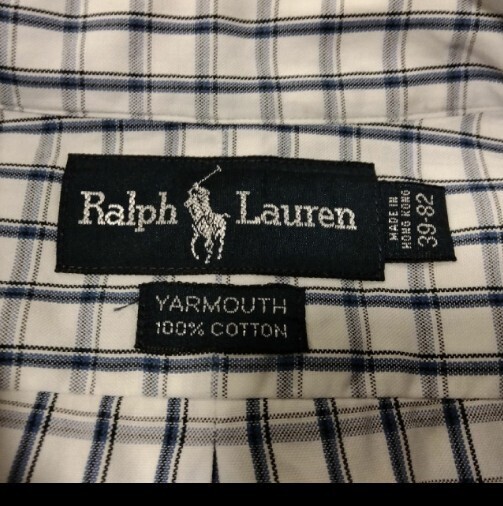 Ralph Lauren
MADE IN
HONG KONG
39-82
YARMOUTH
100% COTTON